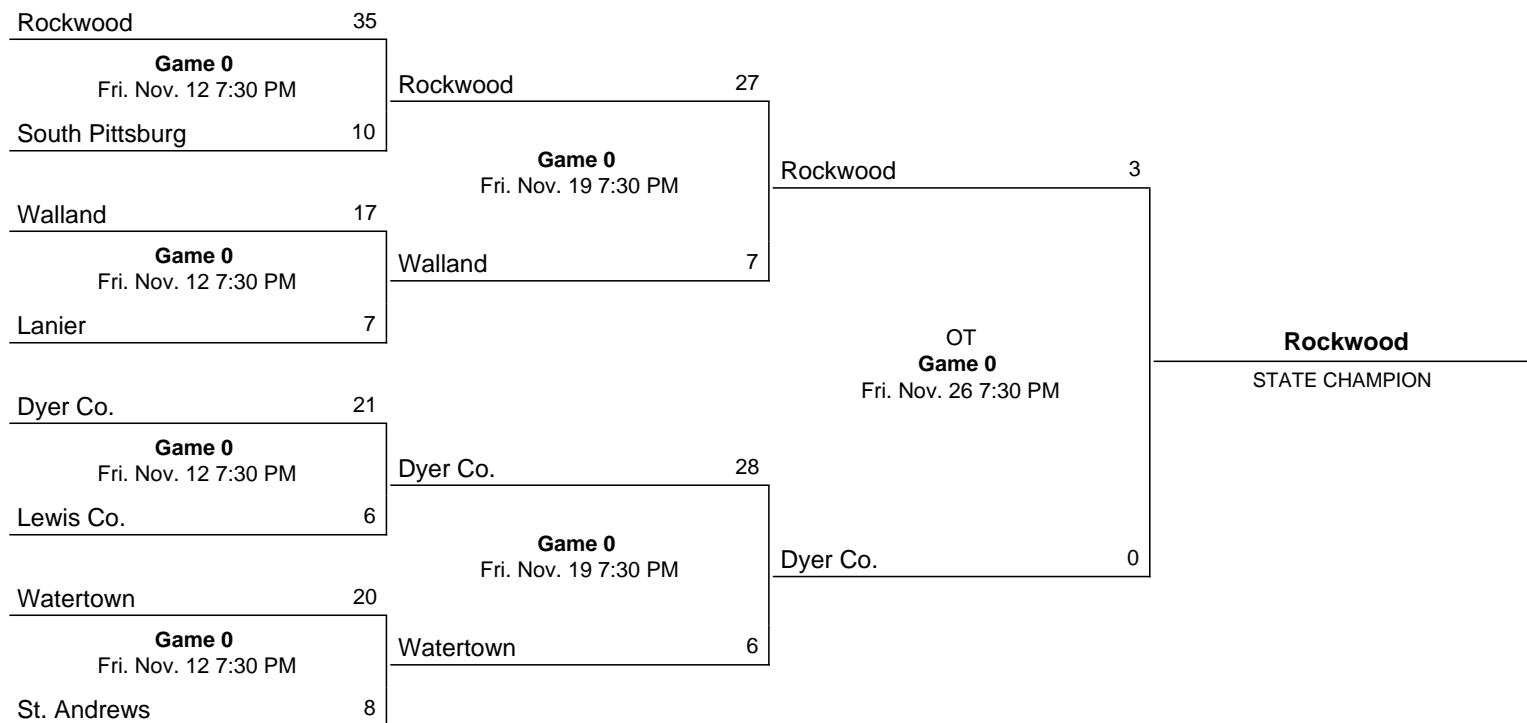 Rockwood 35
Game 0
Fri. Nov. 12 7:30 PM
South Pittsburg 10
Walland 17
Game 0
Fri. Nov. 12 7:30 PM
Lanier 7
Dyer Co. 21
Game 0
Fri. Nov. 12 7:30 PM
Lewis Co. 6
Watertown 20
Game 0
Fri. Nov. 12 7:30 PM
St. Andrews 8
Rockwood 27
Game 0
Fri. Nov. 19 7:30 PM
Walland 7
Dyer Co. 28
Game 0
Fri. Nov. 19 7:30 PM
Watertown 6
Rockwood 3
OT
Game 0
Fri. Nov. 26 7:30 PM
Dyer Co. 0
Rockwood
STATE CHAMPION